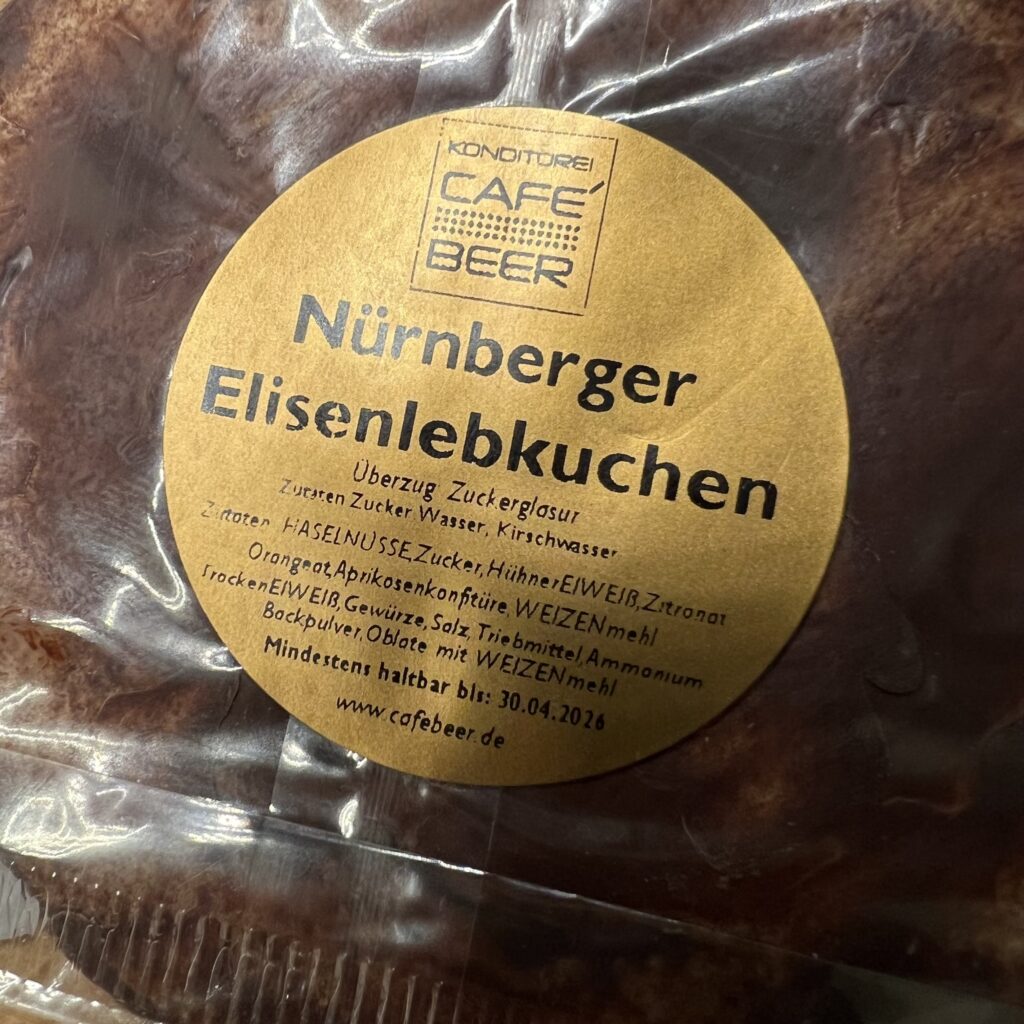 KONDITOREI
CAFÉ
BEER
Nürnberger
Elisenlebkuchen
Überzug Zuckerglasur
Zutaten Zucker Wasser, Kirschwasser
Zutaten HASELNÜSSE,Zucker,HühnerEIWEIß,Zitronat
Orangeat,Aprikosenkonfitüre,WEIZENmehl
TrockenEIWEIß,Gewürze,Salz,Triebmittel,Ammonium
Backpulver,Oblate mit WEIZENmehl
Mindestens haltbar bis: 30.04.2026
www.cafebeer.de